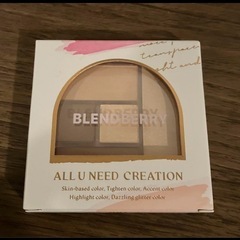 BLENDBERRY
ALL U NEED CREATION
Skin-based color, Tighten color, Accent color
Highlight color, Dazzling glitter color